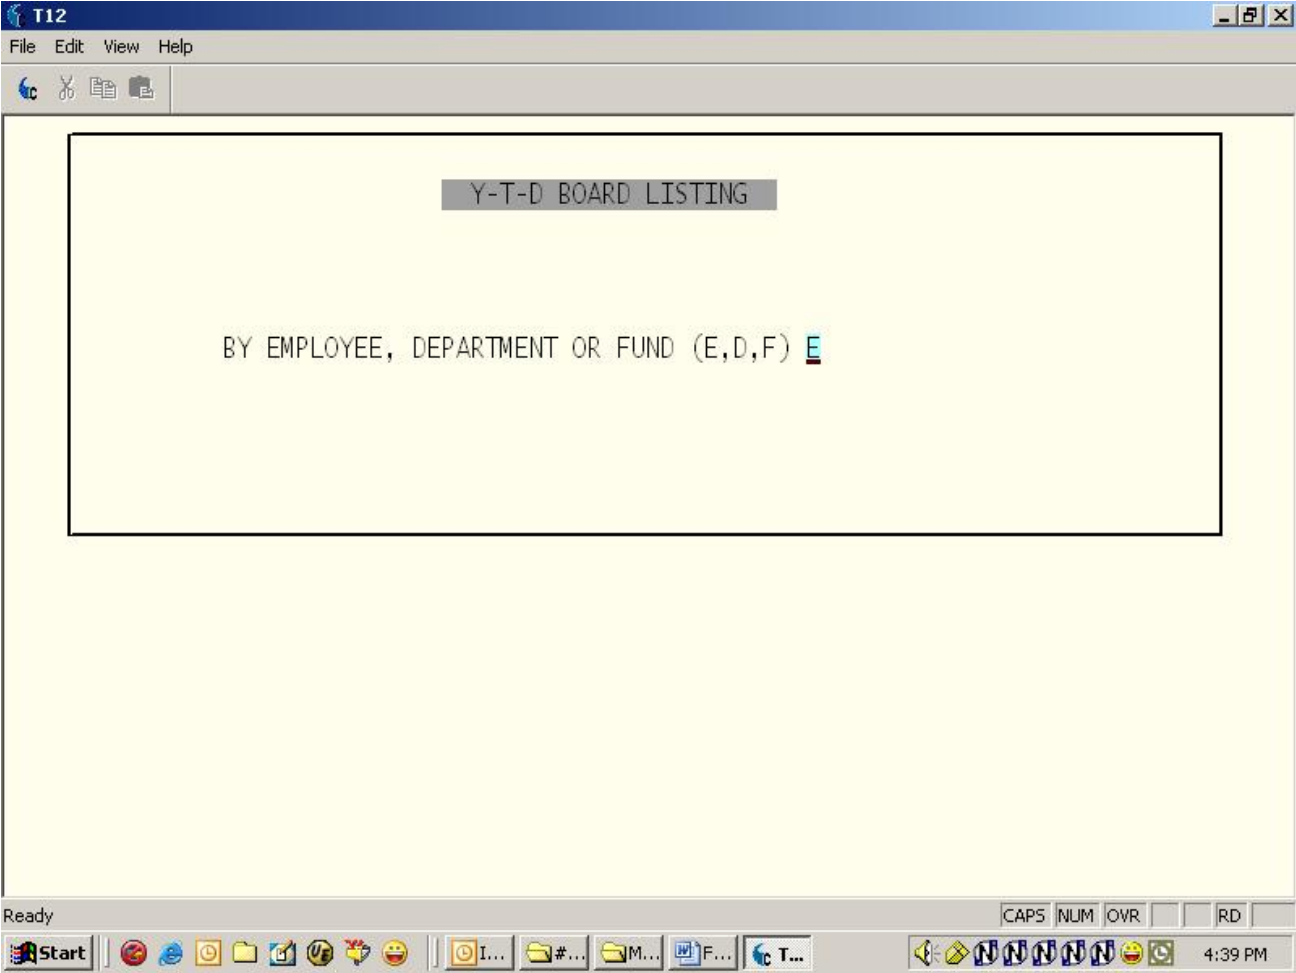 T12
File Edit View Help
Y-T-D BOARD LISTING
BY EMPLOYEE, DEPARTMENT OR FUND (E,D,F) E
Ready CAPS NUM OVR RD
Start I... #... M... F... T... 4:39 PM